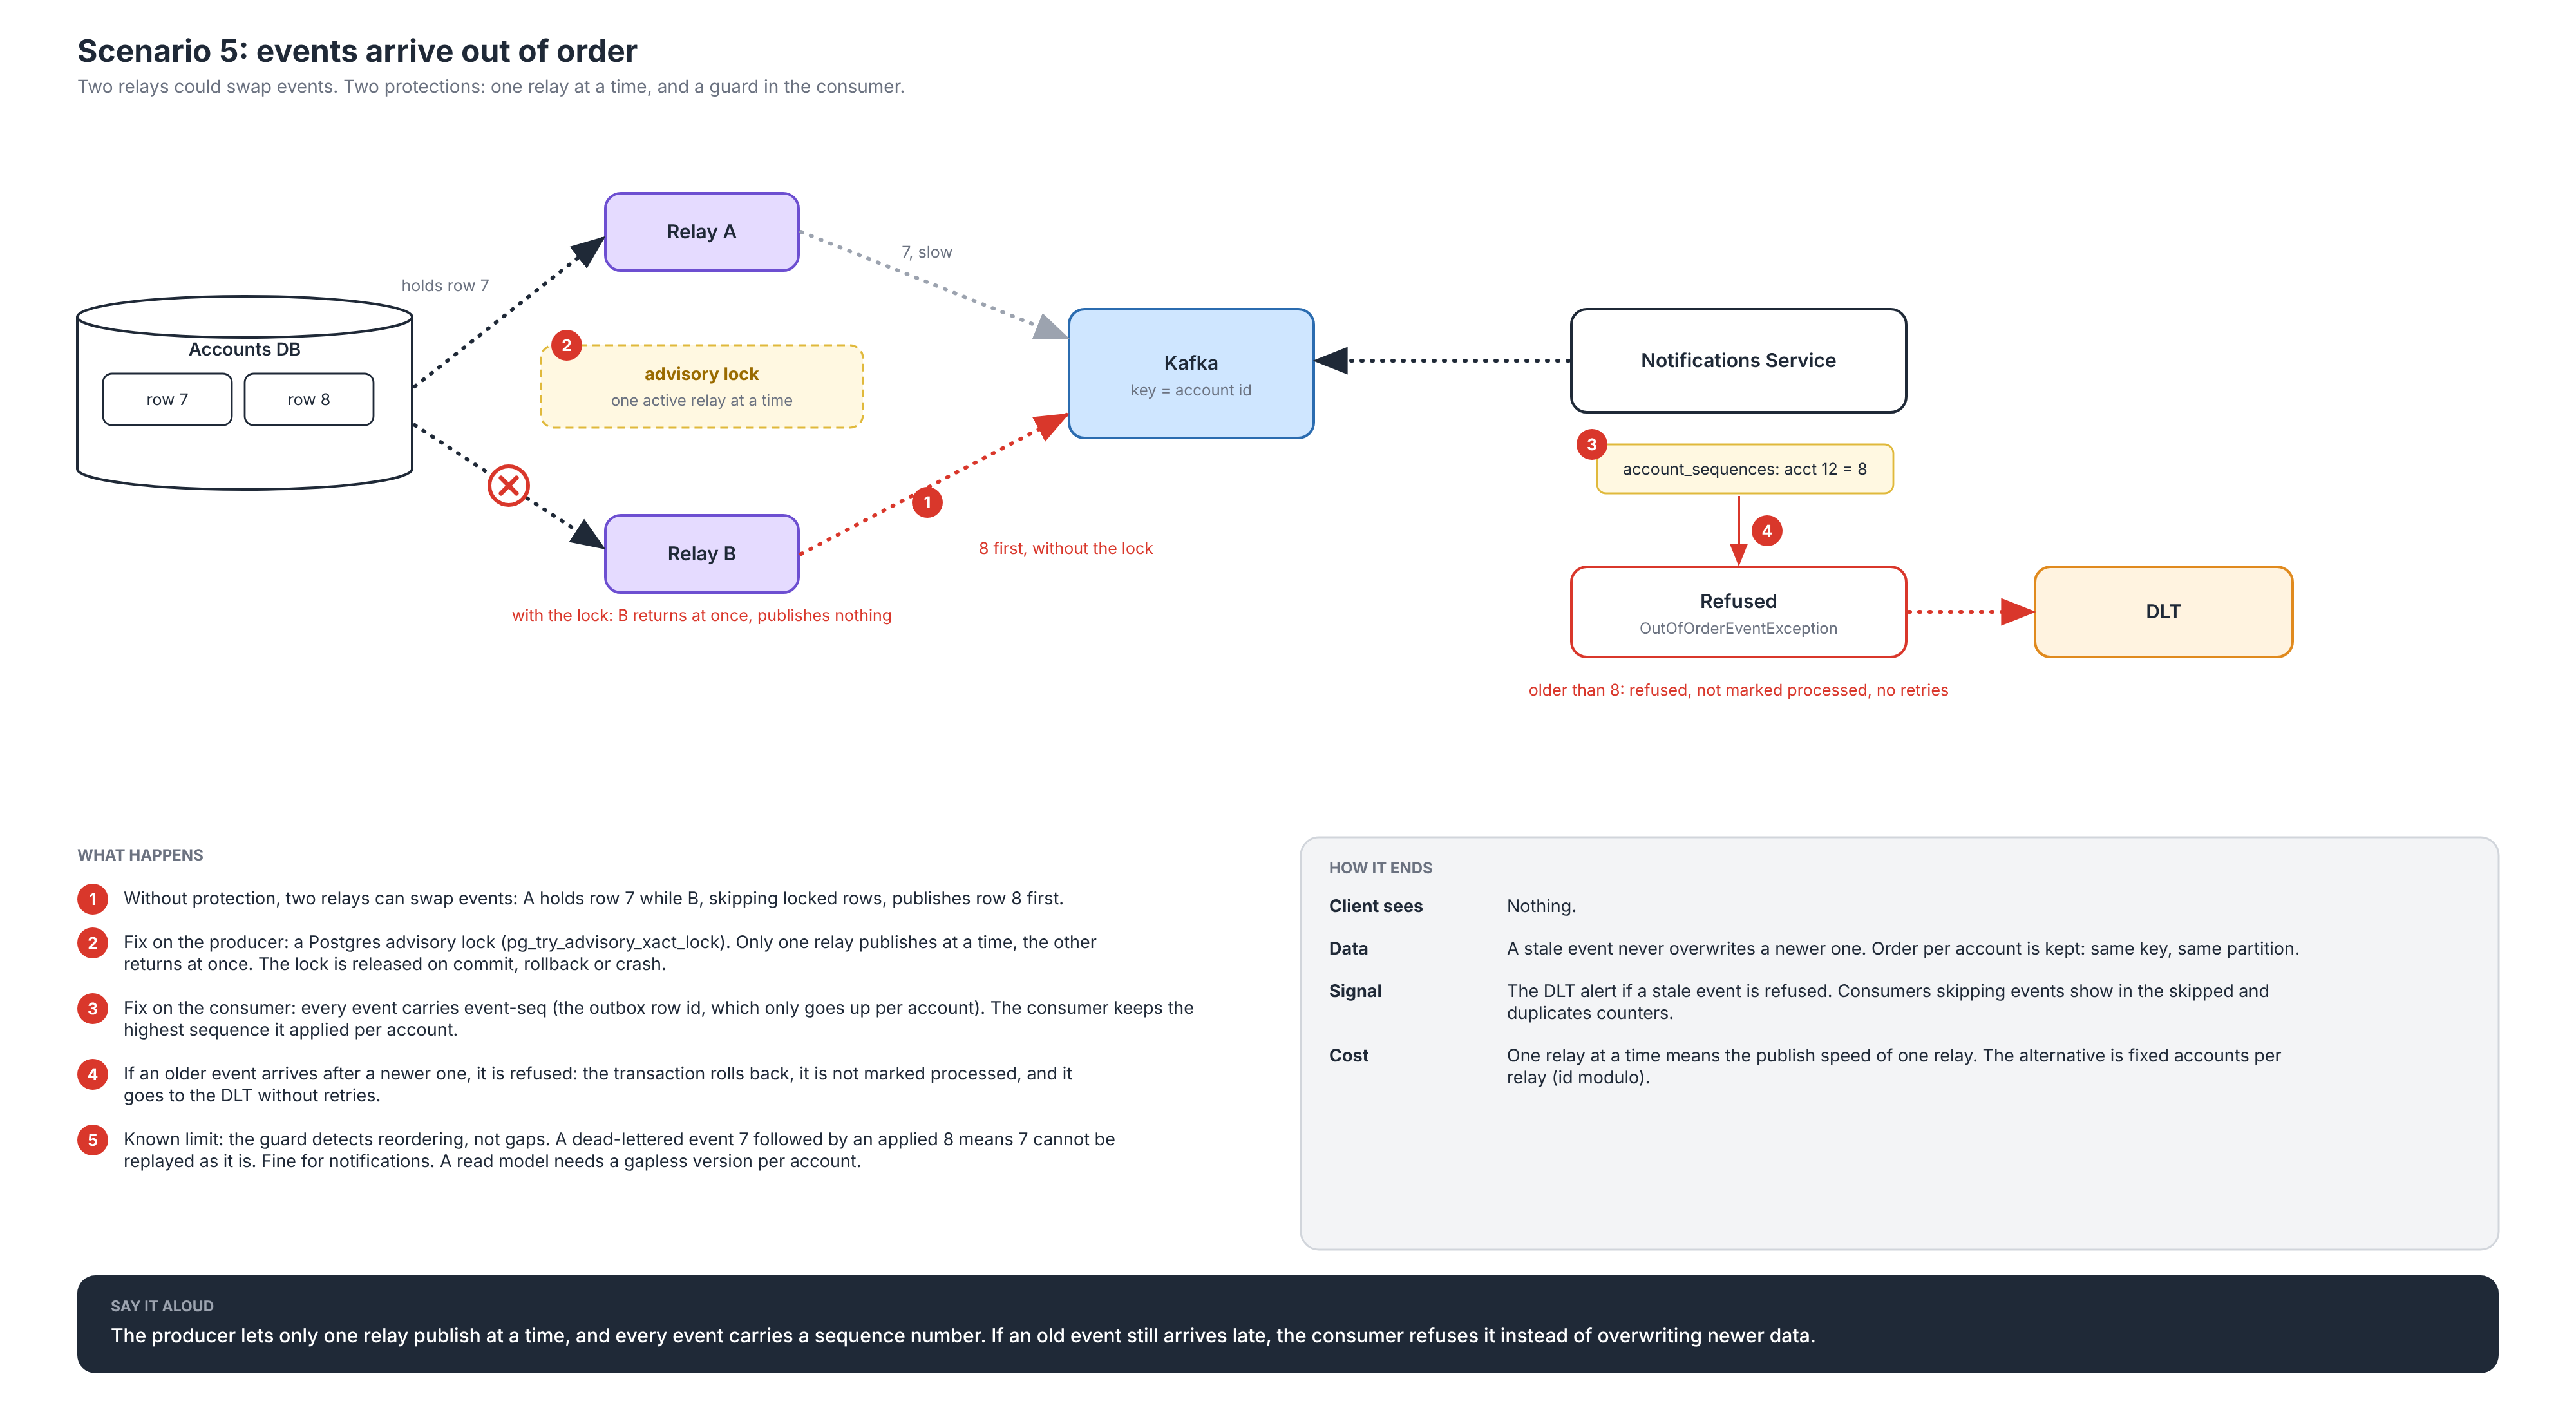 Scenario 5: events arrive out of order
Two relays could swap events. Two protections: one relay at a time, and a guard in the consumer.
Relay A
7, slow
holds row 7
Accounts DB
row 7
row 8
2
advisory lock
one active relay at a time
Kafka
key = account id
Notifications Service
3
account_sequences: acct 12 = 8
1
4
8 first, without the lock
Relay B
with the lock: B returns at once, publishes nothing
Refused
OutOfOrderEventException
DLT
older than 8: refused, not marked processed, no retries
WHAT HAPPENS
1 Without protection, two relays can swap events: A holds row 7 while B, skipping locked rows, publishes row 8 first.
2 Fix on the producer: a Postgres advisory lock (pg_try_advisory_xact_lock). Only one relay publishes at a time, the other
returns at once. The lock is released on commit, rollback or crash.
3 Fix on the consumer: every event carries event-seq (the outbox row id, which only goes up per account). The consumer keeps the
highest sequence it applied per account.
4 If an older event arrives after a newer one, it is refused: the transaction rolls back, it is not marked processed, and it
goes to the DLT without retries.
5 Known limit: the guard detects reordering, not gaps. A dead-lettered event 7 followed by an applied 8 means 7 cannot be
replayed as it is. Fine for notifications. A read model needs a gapless version per account.
HOW IT ENDS
Client sees Nothing.
Data A stale event never overwrites a newer one. Order per account is kept: same key, same partition.
Signal The DLT alert if a stale event is refused. Consumers skipping events show in the skipped and
duplicates counters.
Cost One relay at a time means the publish speed of one relay. The alternative is fixed accounts per
relay (id modulo).
SAY IT ALOUD
The producer lets only one relay publish at a time, and every event carries a sequence number. If an old event still arrives late, the consumer refuses it instead of overwriting newer data.